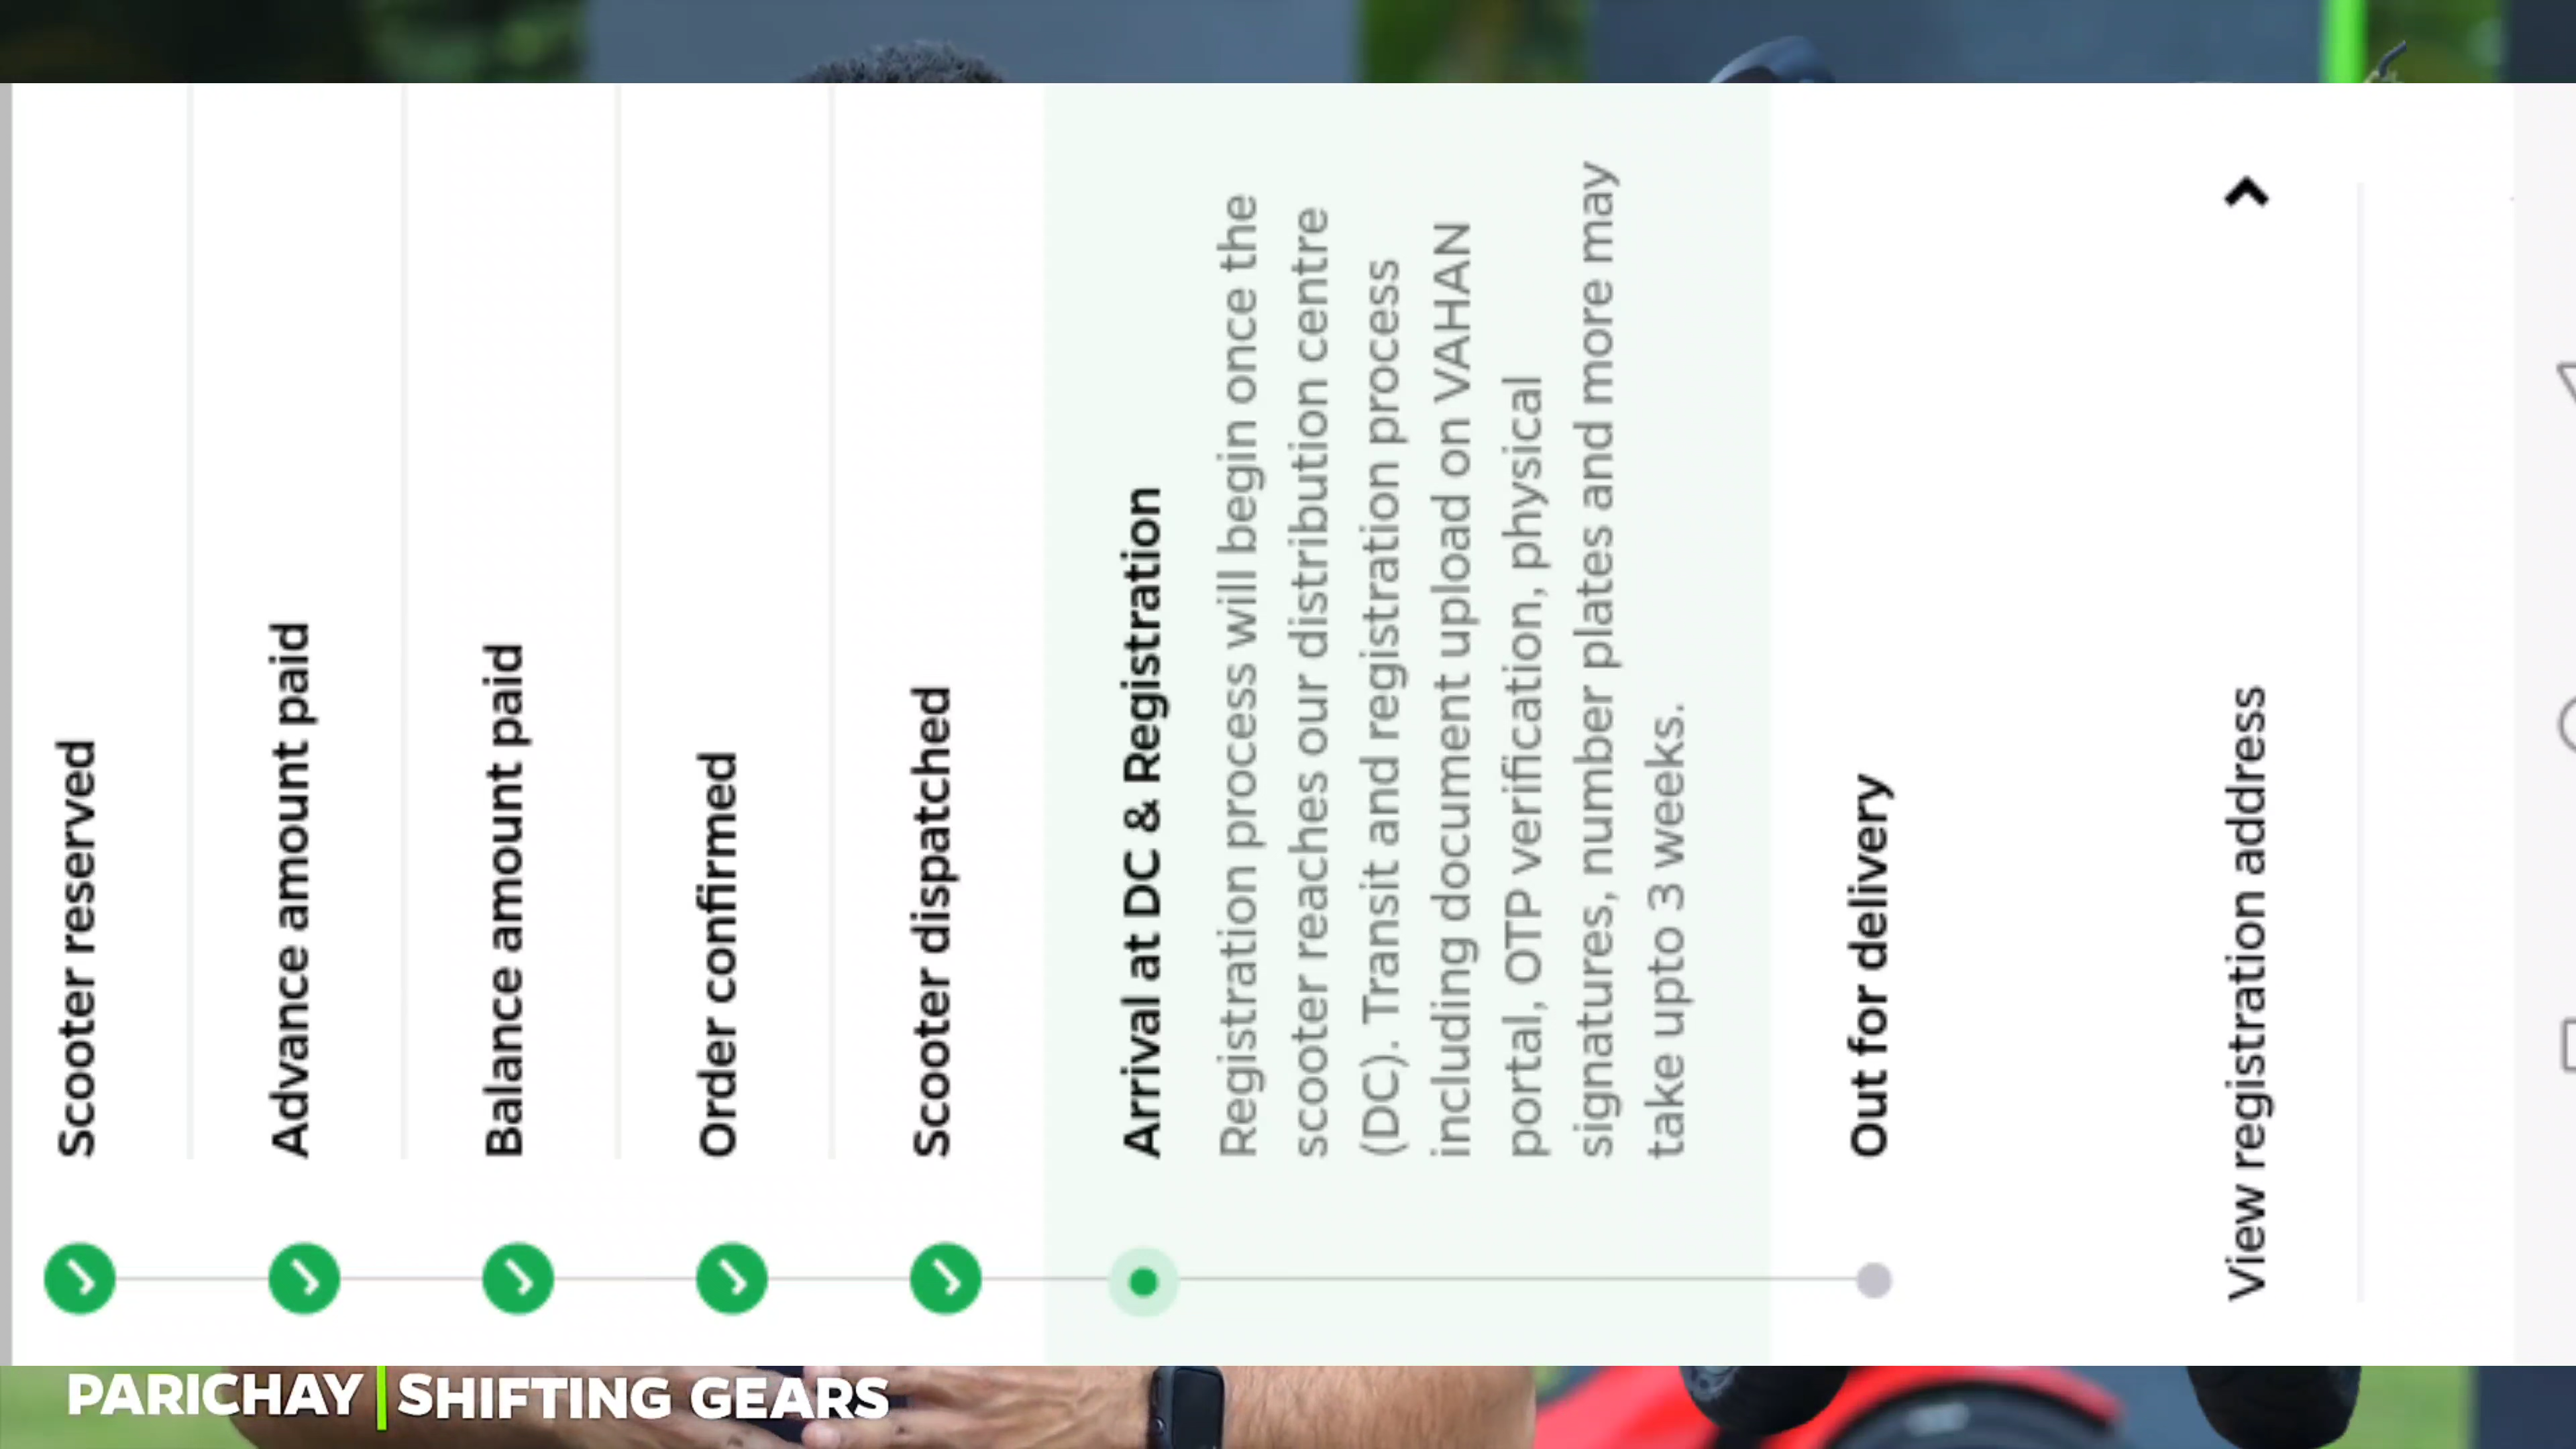 Scooter reserved
Advance amount paid
Balance amount paid
Order confirmed
Scooter dispatched
Arrival at DC & Registration
Registration process will begin once the
scooter reaches our distribution centre
(DC). Transit and registration process
including document upload on VAHAN
portal, OTP verification, physical
signatures, number plates and more may
take upto 3 weeks.
Out for delivery
View registration address
PARICHAY | SHIFTING GEARS